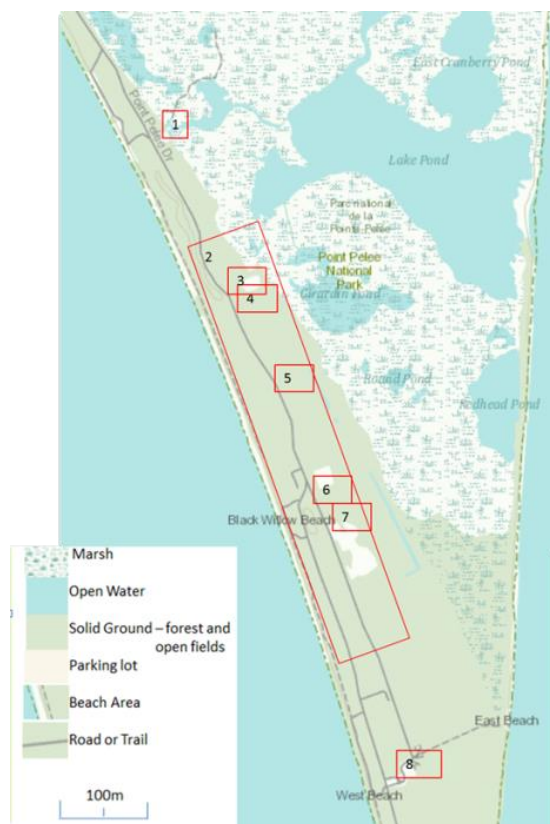 East Cranberry Pond
Point Pelee Dr
1
Lake Pond
Parc national
de la
Pointe-Pelée
2
Point Pelee
National
Park
3
4
Girardin Pond
5
Round Pond
Redhead Pond
6
7
Black Willow Beach
Marsh
Open Water
Solid Ground – forest and
open fields
Parking lot
Beach Area
Road or Trail
100m
East Beach
8
West Beach